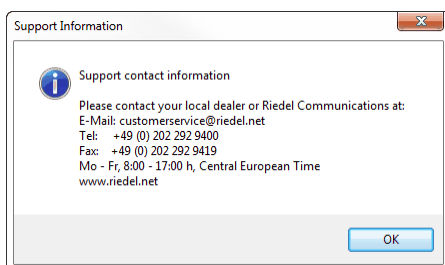 Support Information
Support contact information
Please contact your local dealer or Riedel Communications at:
E-Mail: customerservice@riedel.net
Tel: +49 (0) 202 292 9400
Fax: +49 (0) 202 292 9419
Mo - Fr, 8:00 - 17:00 h, Central European Time
www.riedel.net
OK